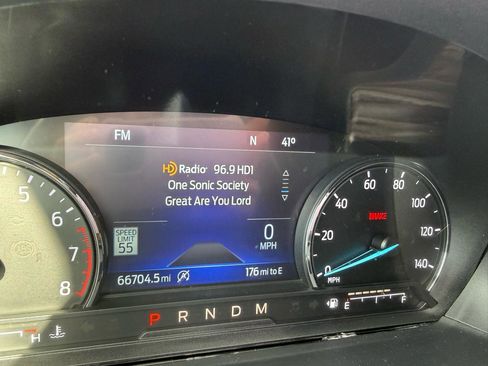 FM N 41°
HD Radio 96.9 HD1
One Sonic Society
Great Are You Lord
SPEED
LIMIT
55
0
MPH
66704.5 mi 176 mi to E
5
6
7
8
H
0
20
40
60
80
100
120
140
BRAKE
MPH
E F
P R N D M